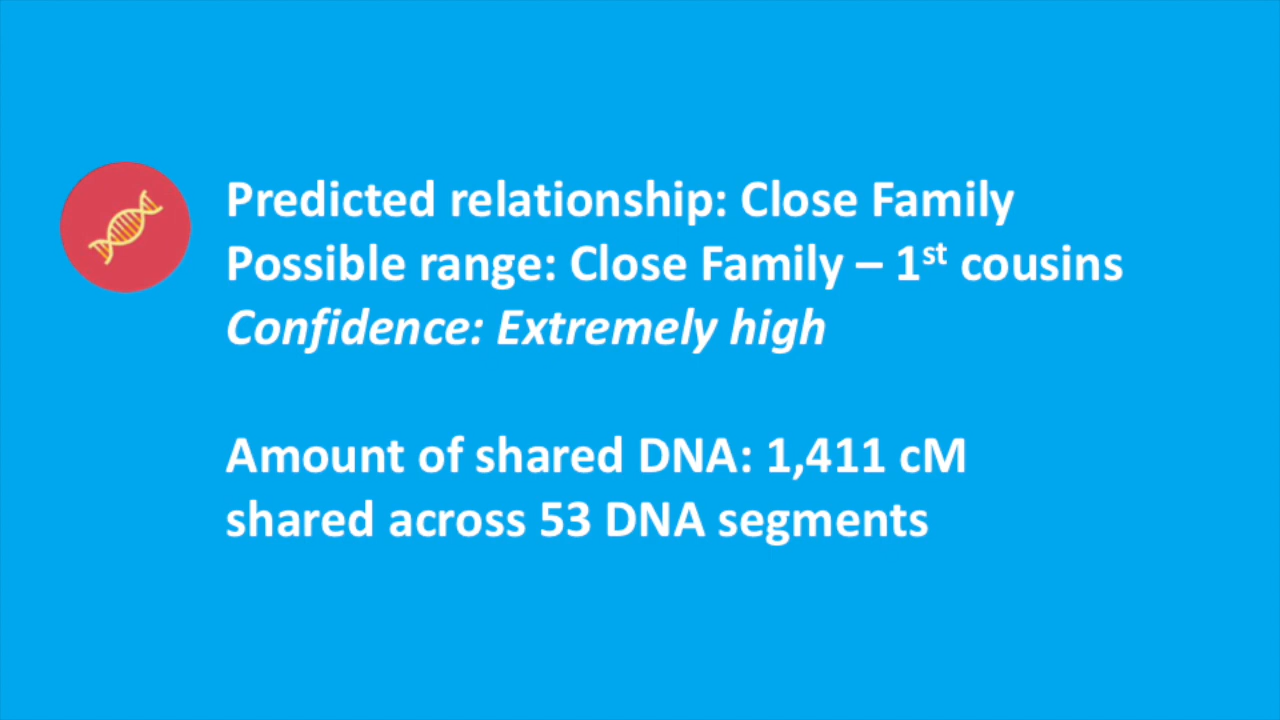 Predicted relationship: Close Family
Possible range: Close Family – 1st cousins
Confidence: Extremely high
Amount of shared DNA: 1,411 cM
shared across 53 DNA segments